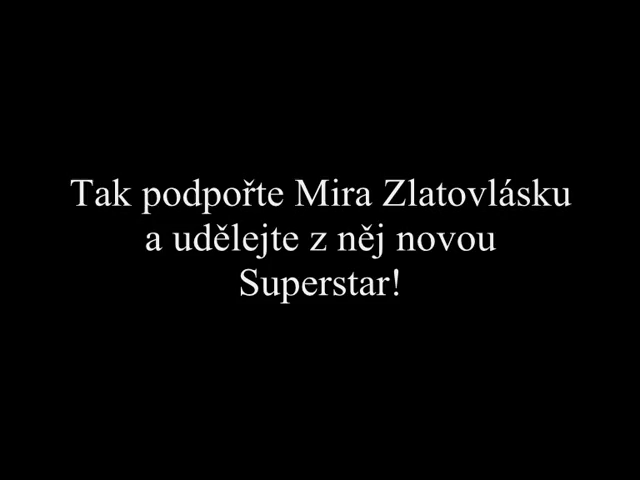 Tak podpořte Mira Zlatovlásku
a udělejte z něj novou
Superstar!